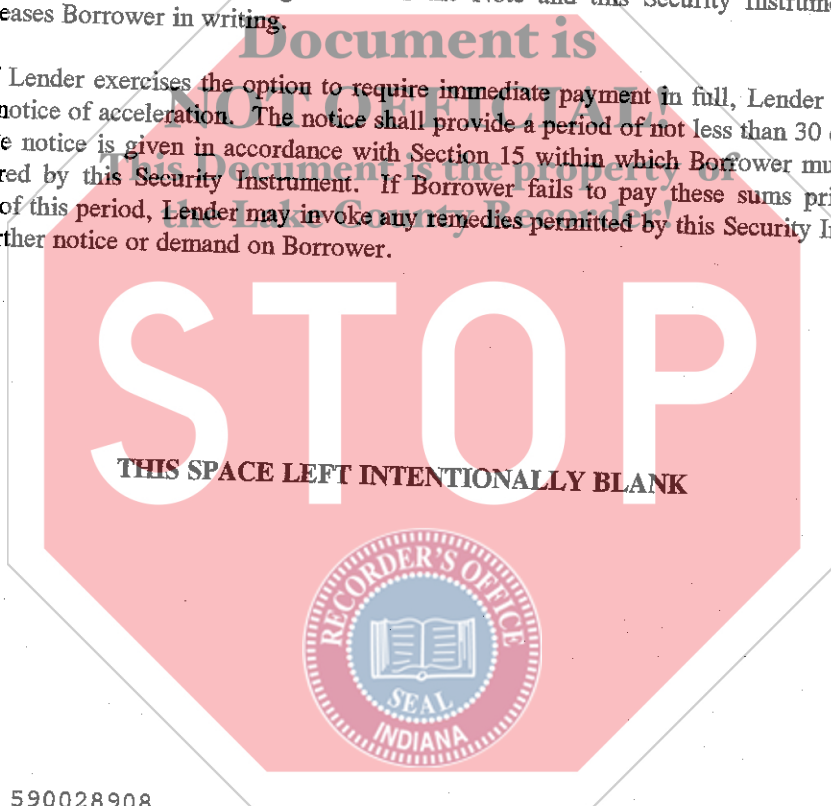 Note and this Security Instrum
eases Borrower in writing.
Document is
NOT OFFICIAL!
This Document is the property of
the Lake County Recorder!
Lender exercises the option to require immediate payment in full, Lender
notice of acceleration. The notice shall provide a period of not less than 30
e notice is given in accordance with Section 15 within which Borrower mu
red by this Security Instrument. If Borrower fails to pay these sums pri
of this period, Lender may invoke any remedies permitted by this Security I
rther notice or demand on Borrower.
STOP
THIS SPACE LEFT INTENTIONALLY BLANK
RECORDER'S OFFICE
SEAL
INDIANA
590028908